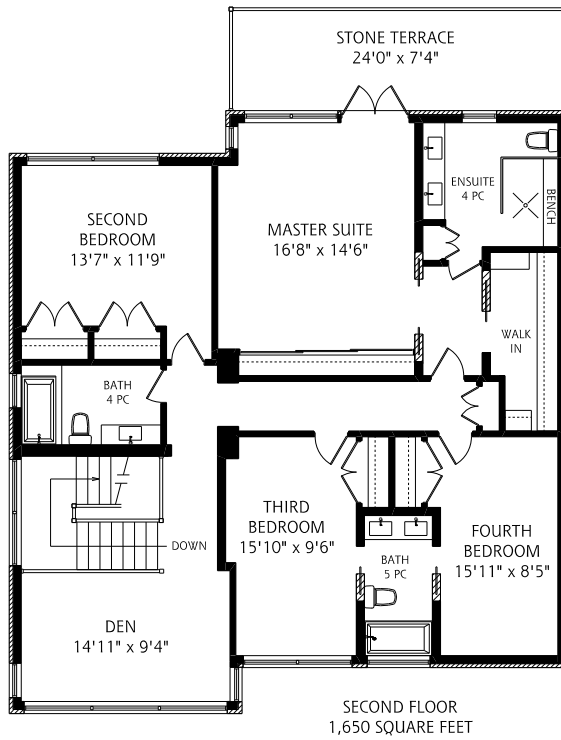 STONE TERRACE
24'0" x 7'4"
ENSUITE
4 PC
BENCH
SECOND
BEDROOM
13'7" x 11'9"
MASTER SUITE
16'8" x 14'6"
WALK
IN
BATH
4 PC
THIRD
BEDROOM
15'10" x 9'6"
FOURTH
BEDROOM
15'11" x 8'5"
DOWN
BATH
5 PC
DEN
14'11" x 9'4"
SECOND FLOOR
1,650 SQUARE FEET